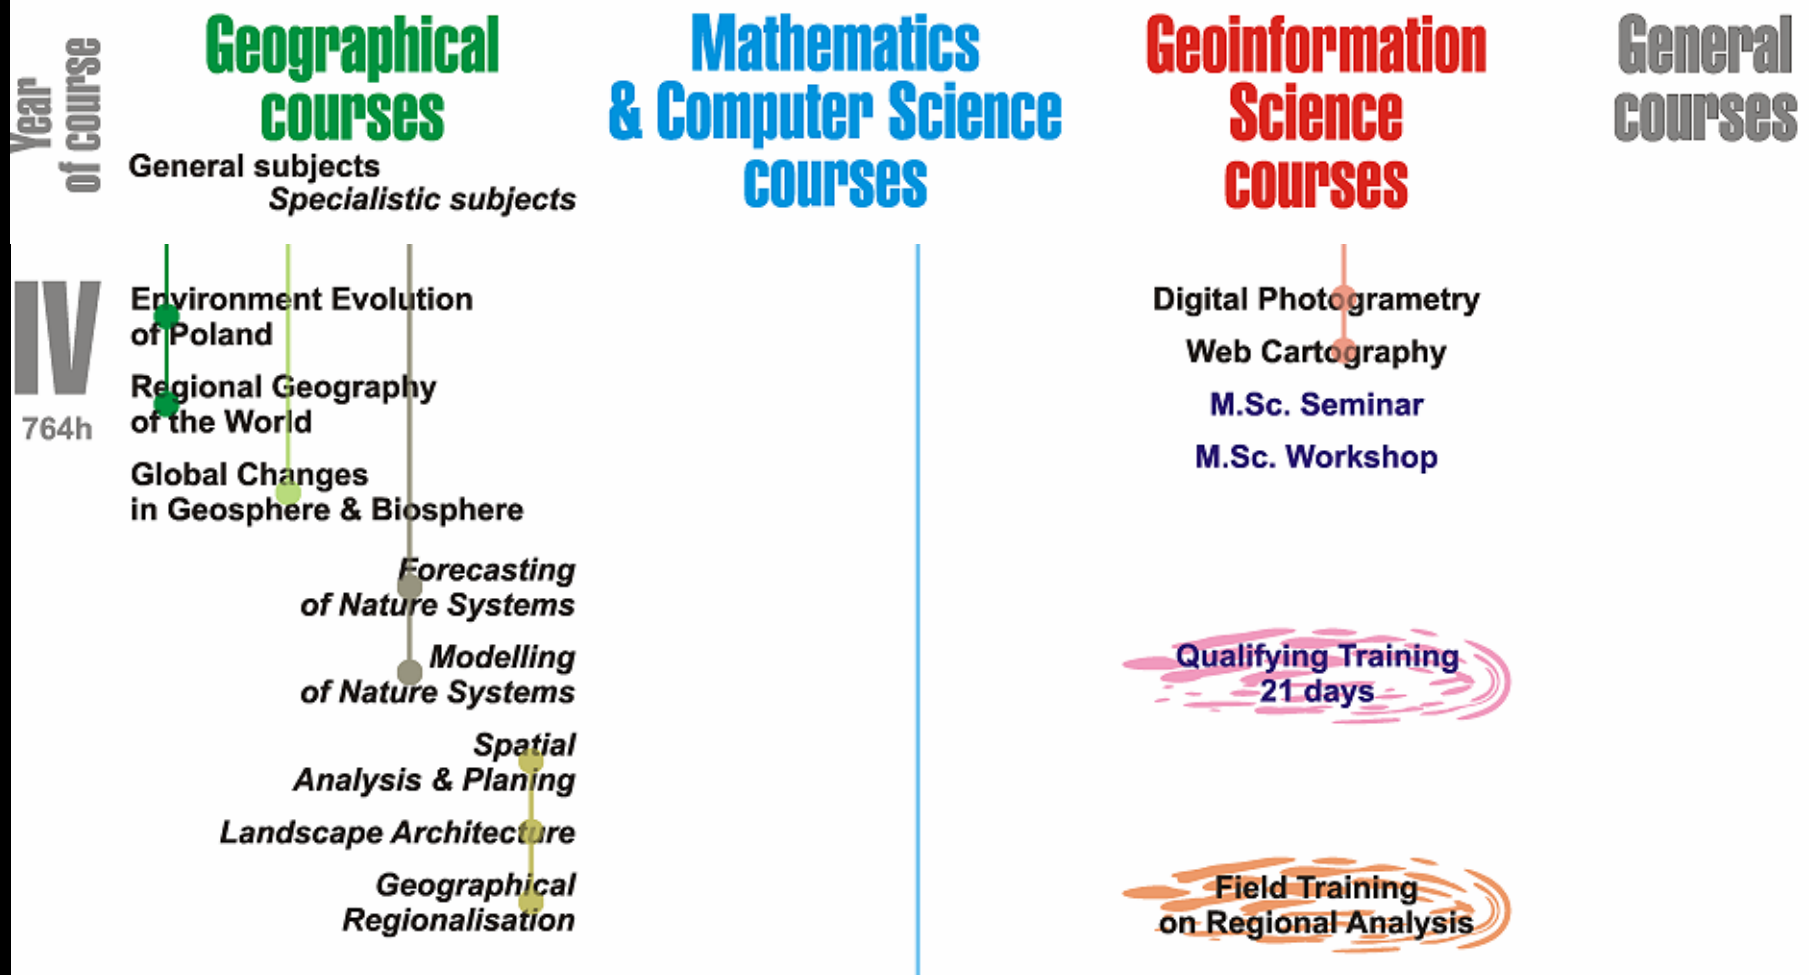 Year
of course
Geographical
courses
General subjects
Specialistic subjects
Mathematics
& Computer Science
courses
Geoinformation
Science
courses
General
courses
IV
764h
Environment Evolution
of Poland
Regional Geography
of the World
Global Changes
in Geosphere & Biosphere
Forecasting
of Nature Systems
Modelling
of Nature Systems
Spatial
Analysis & Planing
Landscape Architecture
Geographical
Regionalisation
Digital Photogrametry
Web Cartography
M.Sc. Seminar
M.Sc. Workshop
Qualifying Training
21 days
Field Training
on Regional Analysis